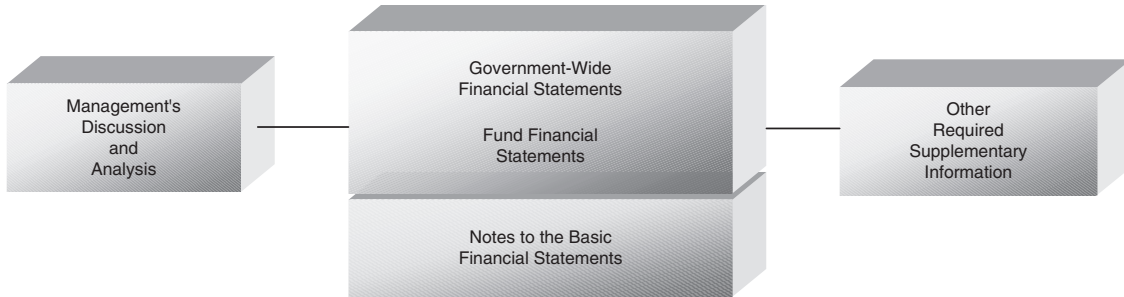 Management's
Discussion
and
Analysis
Government-Wide
Financial Statements
Fund Financial
Statements
Notes to the Basic
Financial Statements
Other
Required
Supplementary
Information